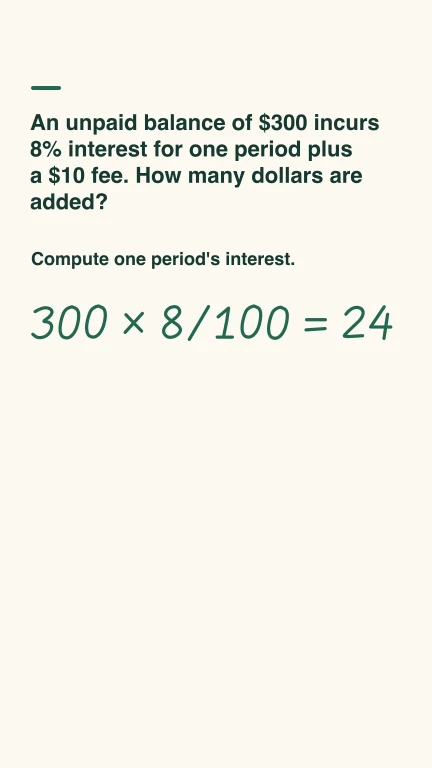 An unpaid balance of $300 incurs
8% interest for one period plus
a $10 fee. How many dollars are
added?
Compute one period's interest.
300 × 8/100 = 24